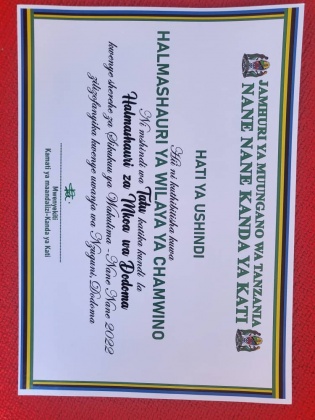 JAMHURI YA MUUNGANO WA TANZANIA
NANE NANE KANDA YA KATI
HATI YA USHINDI
Hii ni kuthibitisha kuwa
HALMASHAURI YA WILAYA YA CHAMWINO
Ni mshindi wa Tatu katika kundi la
Halmashauri za Mkoa wa Dodoma
kwenye sherehe za Sikukuu ya Wakulima - Nane Nane 2022
zilizofanyika kwenye uwanja wa Nzuguni, Dodoma
Mwenyekiti
Kamati ya maandalizi-Kanda ya Kati